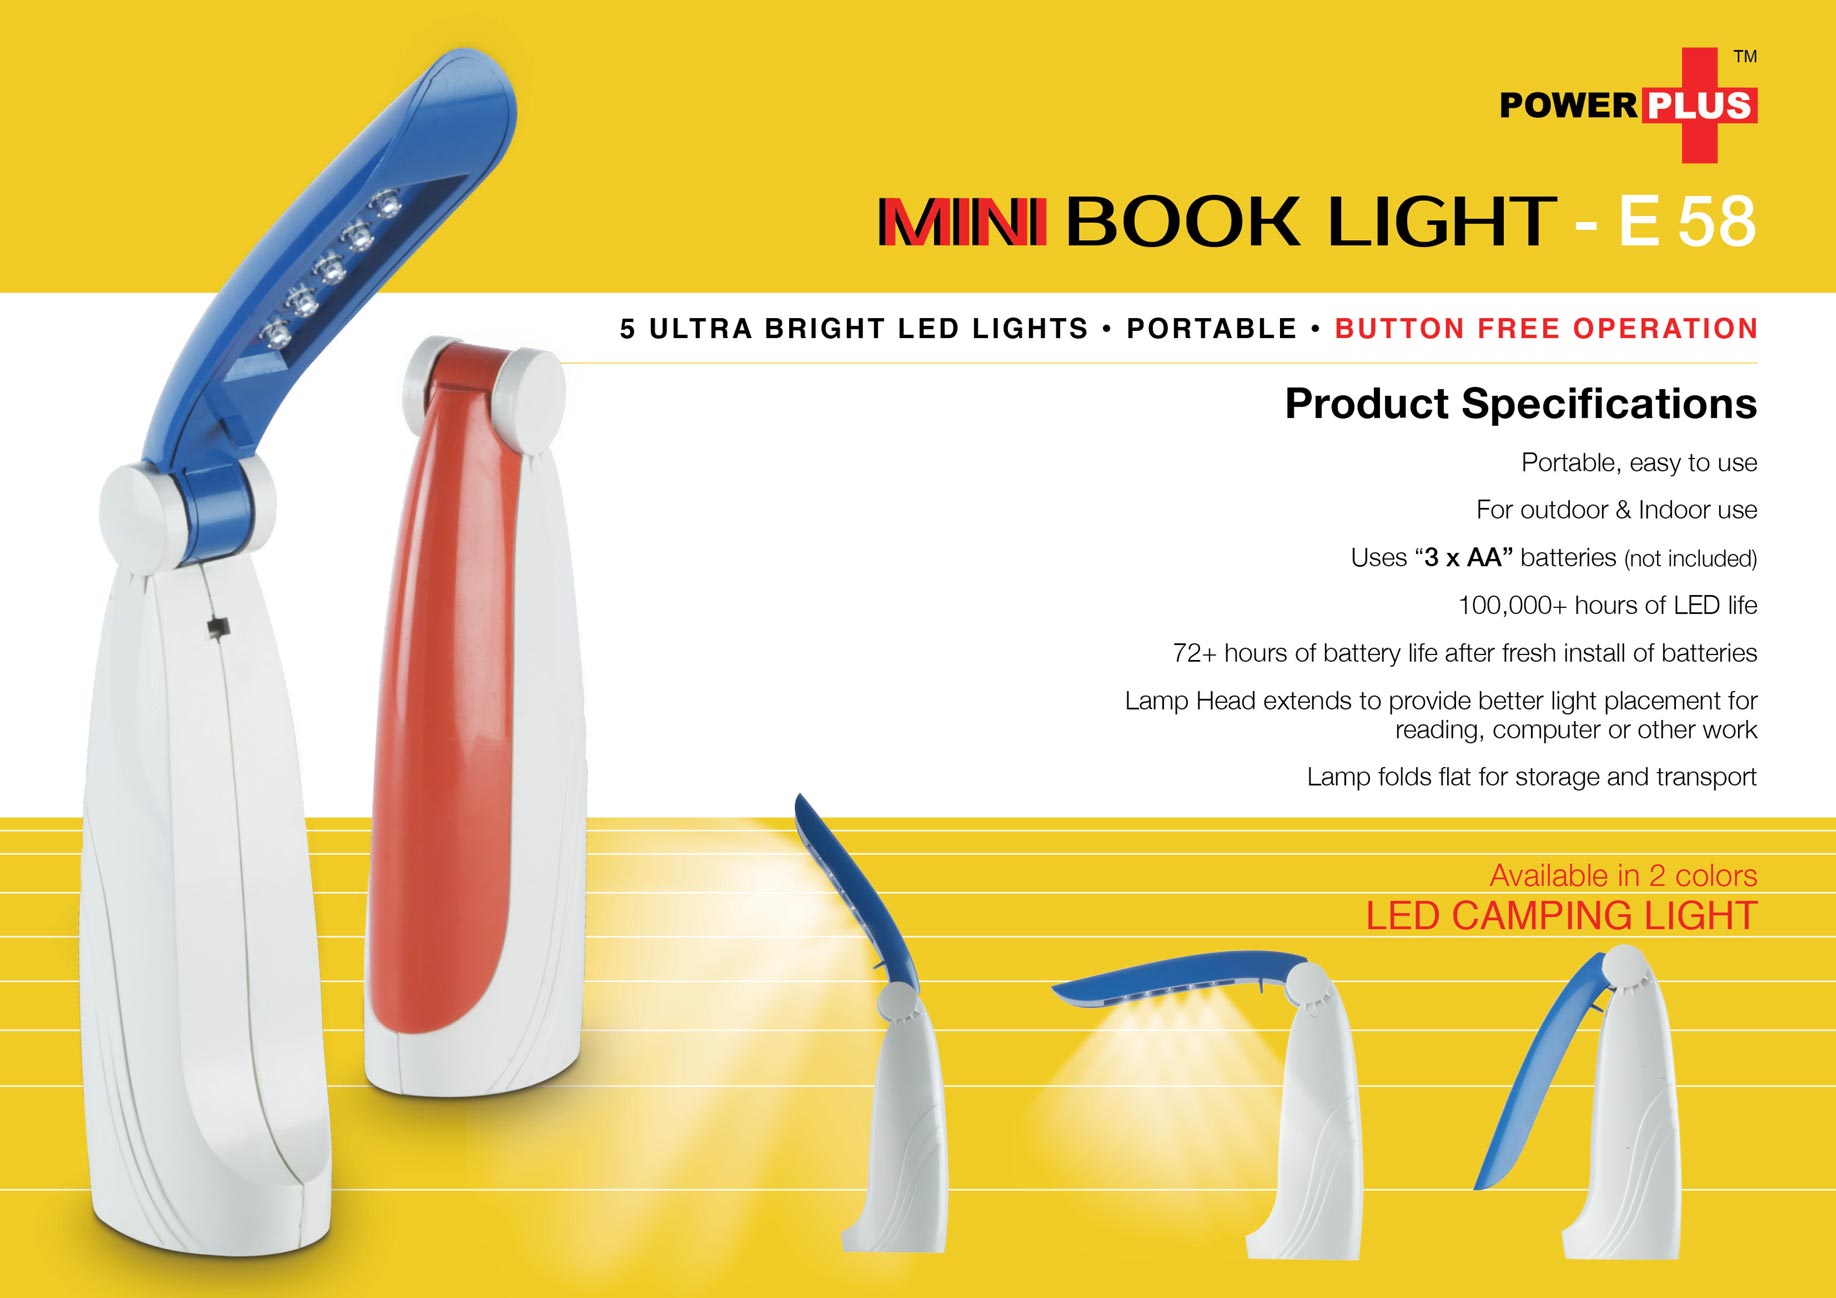 TM
POWER PLUS
MINI BOOK LIGHT - E 58
5 ULTRA BRIGHT LED LIGHTS • PORTABLE • BUTTON FREE OPERATION
Product Specifications
Portable, easy to use
For outdoor & Indoor use
Uses “3 x AA” batteries (not included)
100,000+ hours of LED life
72+ hours of battery life after fresh install of batteries
Lamp Head extends to provide better light placement for
reading, computer or other work
Lamp folds flat for storage and transport
Available in 2 colors
LED CAMPING LIGHT